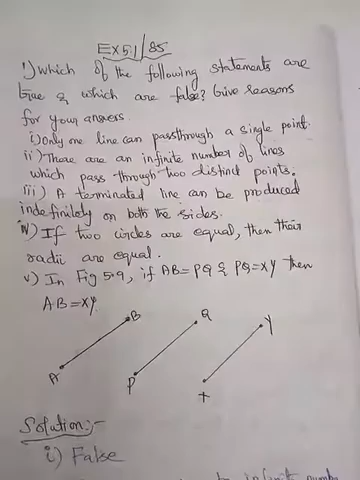 Ex 5.1/85
1) Which of the following statements are
true & which are false? Give reasons
for your answers.
i) Only one line can passthrough a single point.
ii) There are an infinite number of lines
which pass through two distinct points.
iii) A terminated line can be produced
indefinitely on both the sides.
iv) If two circles are equal, then their
radii are equal.
v) In Fig 5.9, if AB=PQ & PQ=XY then
AB=XY.
B Q Y
A P X
Solution:-
i) False
infinite